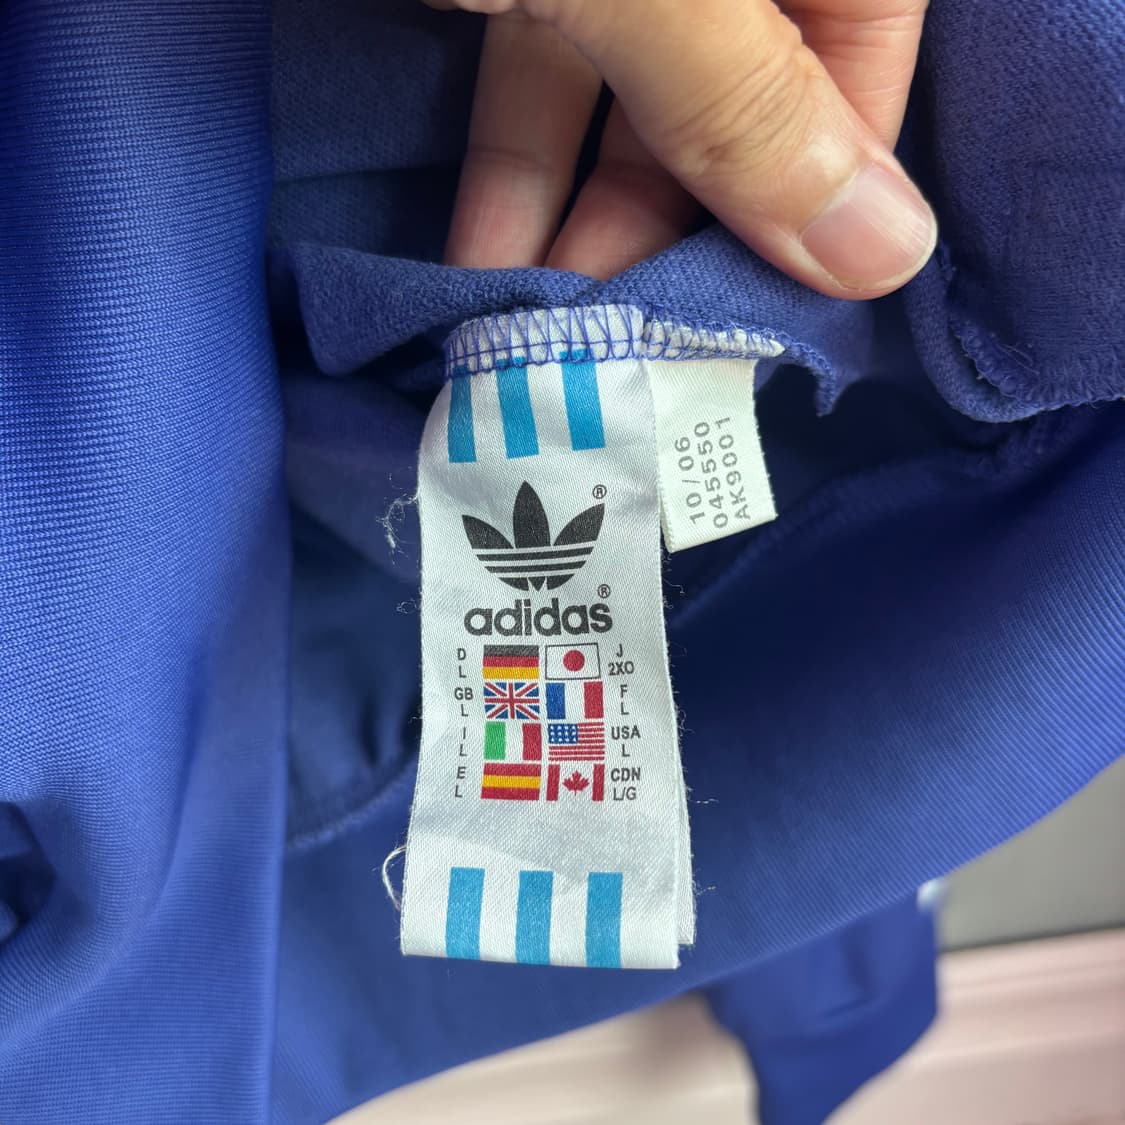 ®
®
adidas
D
L
J
2XO
GB
L
F
L
I
L
USA
L
E
L
CDN
L/G
10/06
045550
AK9001